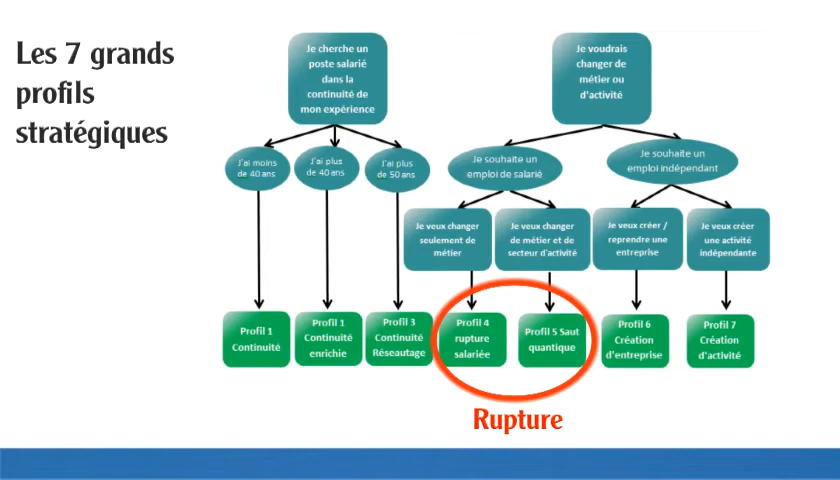 Les 7 grands
profils
stratégiques
Je cherche un
poste salarié
dans la
continuité de
mon expérience
Je voudrais
changer de
métier ou
d'activité
J'ai moins
de 40 ans
J'ai plus
de 40 ans
J'ai plus
de 50 ans
Je souhaite un
emploi de salarié
Je souhaite un
emploi indépendant
Je veux changer
seulement de
métier
Je veux changer
de métier et de
secteur d'activité
Je veux créer /
reprendre une
entreprise
Je veux créer
une activité
indépendante
Profil 1
Continuité
Profil 1
Continuité
enrichie
Profil 3
Continuité
Réseautage
Profil 4
rupture
salariée
Profil 5 Saut
quantique
Profil 6
Création
d'entreprise
Profil 7
Création
d'activité
Rupture